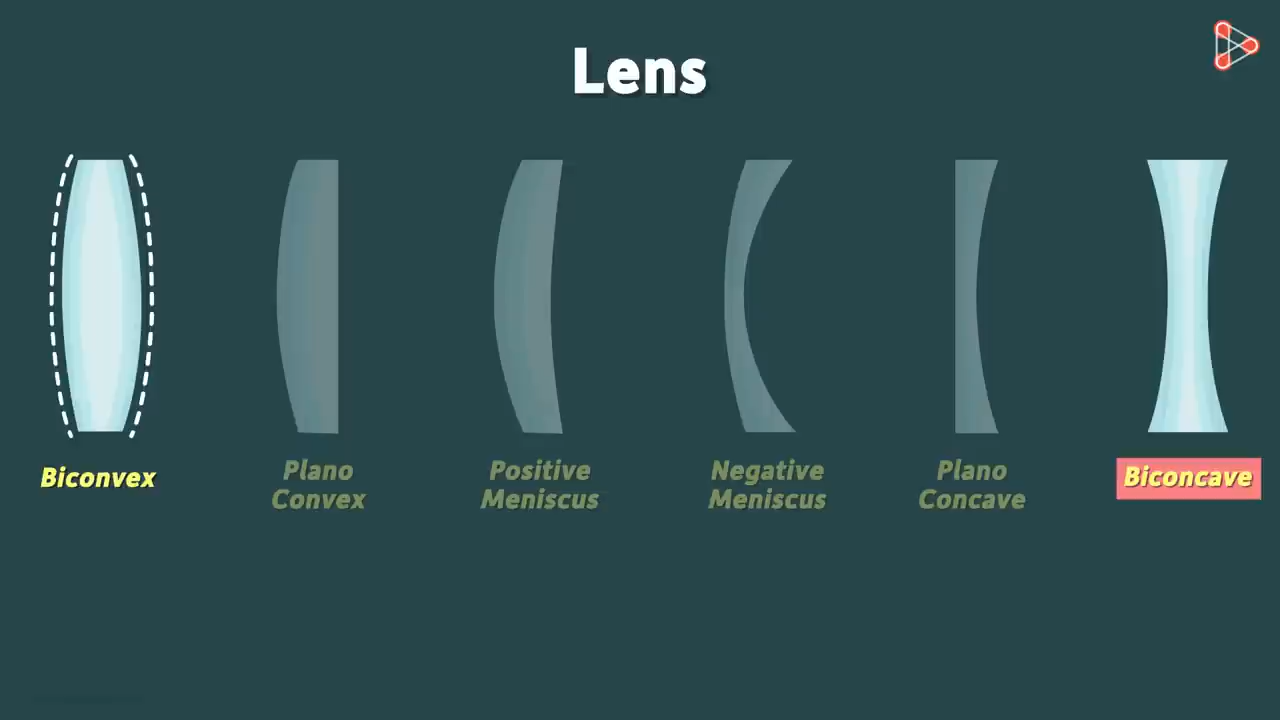 Lens
Biconvex
Plano
Convex
Positive
Meniscus
Negative
Meniscus
Plano
Concave
Biconcave